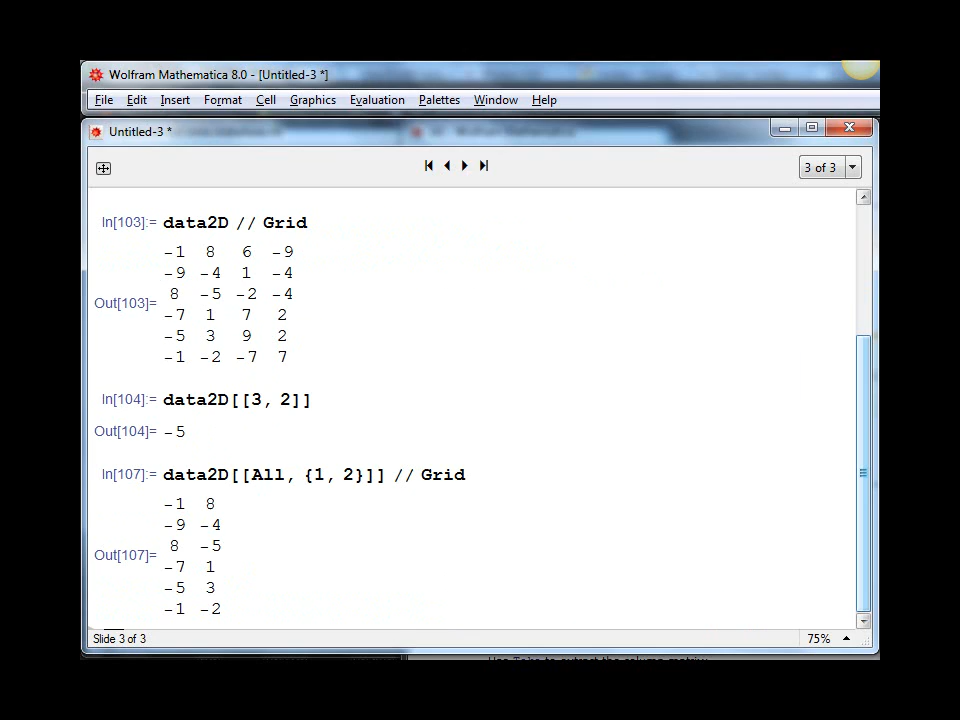 Wolfram Mathematica 8.0 - [Untitled-3 *]
File Edit Insert Format Cell Graphics Evaluation Palettes Window Help
Untitled-3 *
3 of 3
In[103]:= data2D // Grid
-1 8 6 -9
-9 -4 1 -4
8 -5 -2 -4
Out[103]=
-7 1 7 2
-5 3 9 2
-1 -2 -7 7
In[104]:= data2D[[3, 2]]
Out[104]= -5
In[107]:= data2D[[All, {1, 2}]] // Grid
-1 8
-9 -4
8 -5
Out[107]=
-7 1
-5 3
-1 -2
Slide 3 of 3 75%